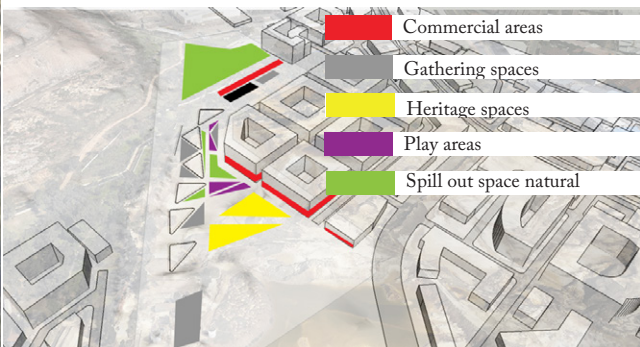 Commercial areas
Gathering spaces
Heritage spaces
Play areas
Spill out space natural